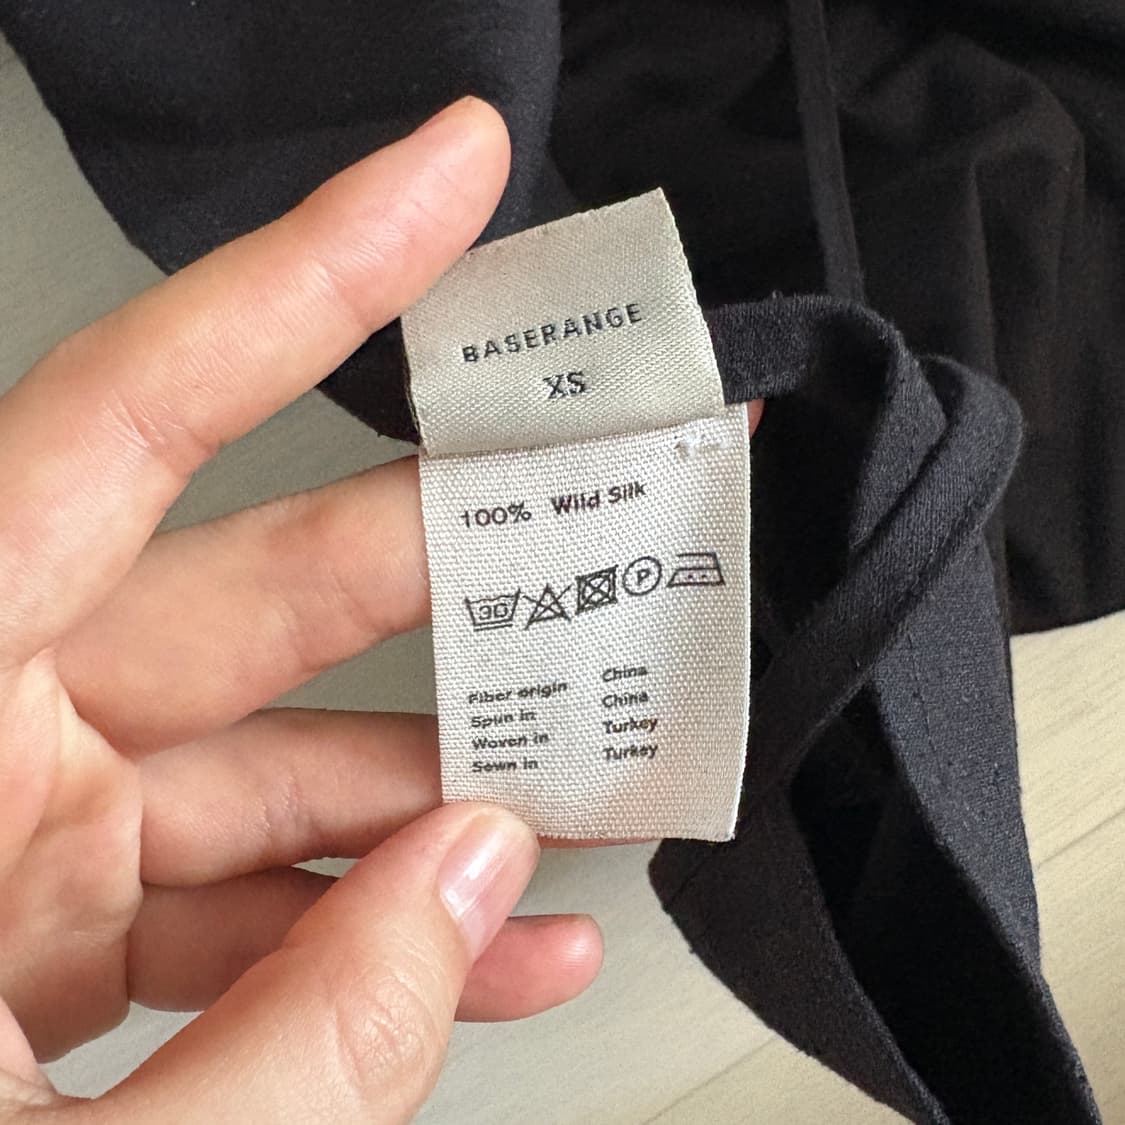 BASERANGE
XS
100% Wild Silk
30
P
Fiber origin China
Spun in China
Woven in Turkey
Sewn in Turkey